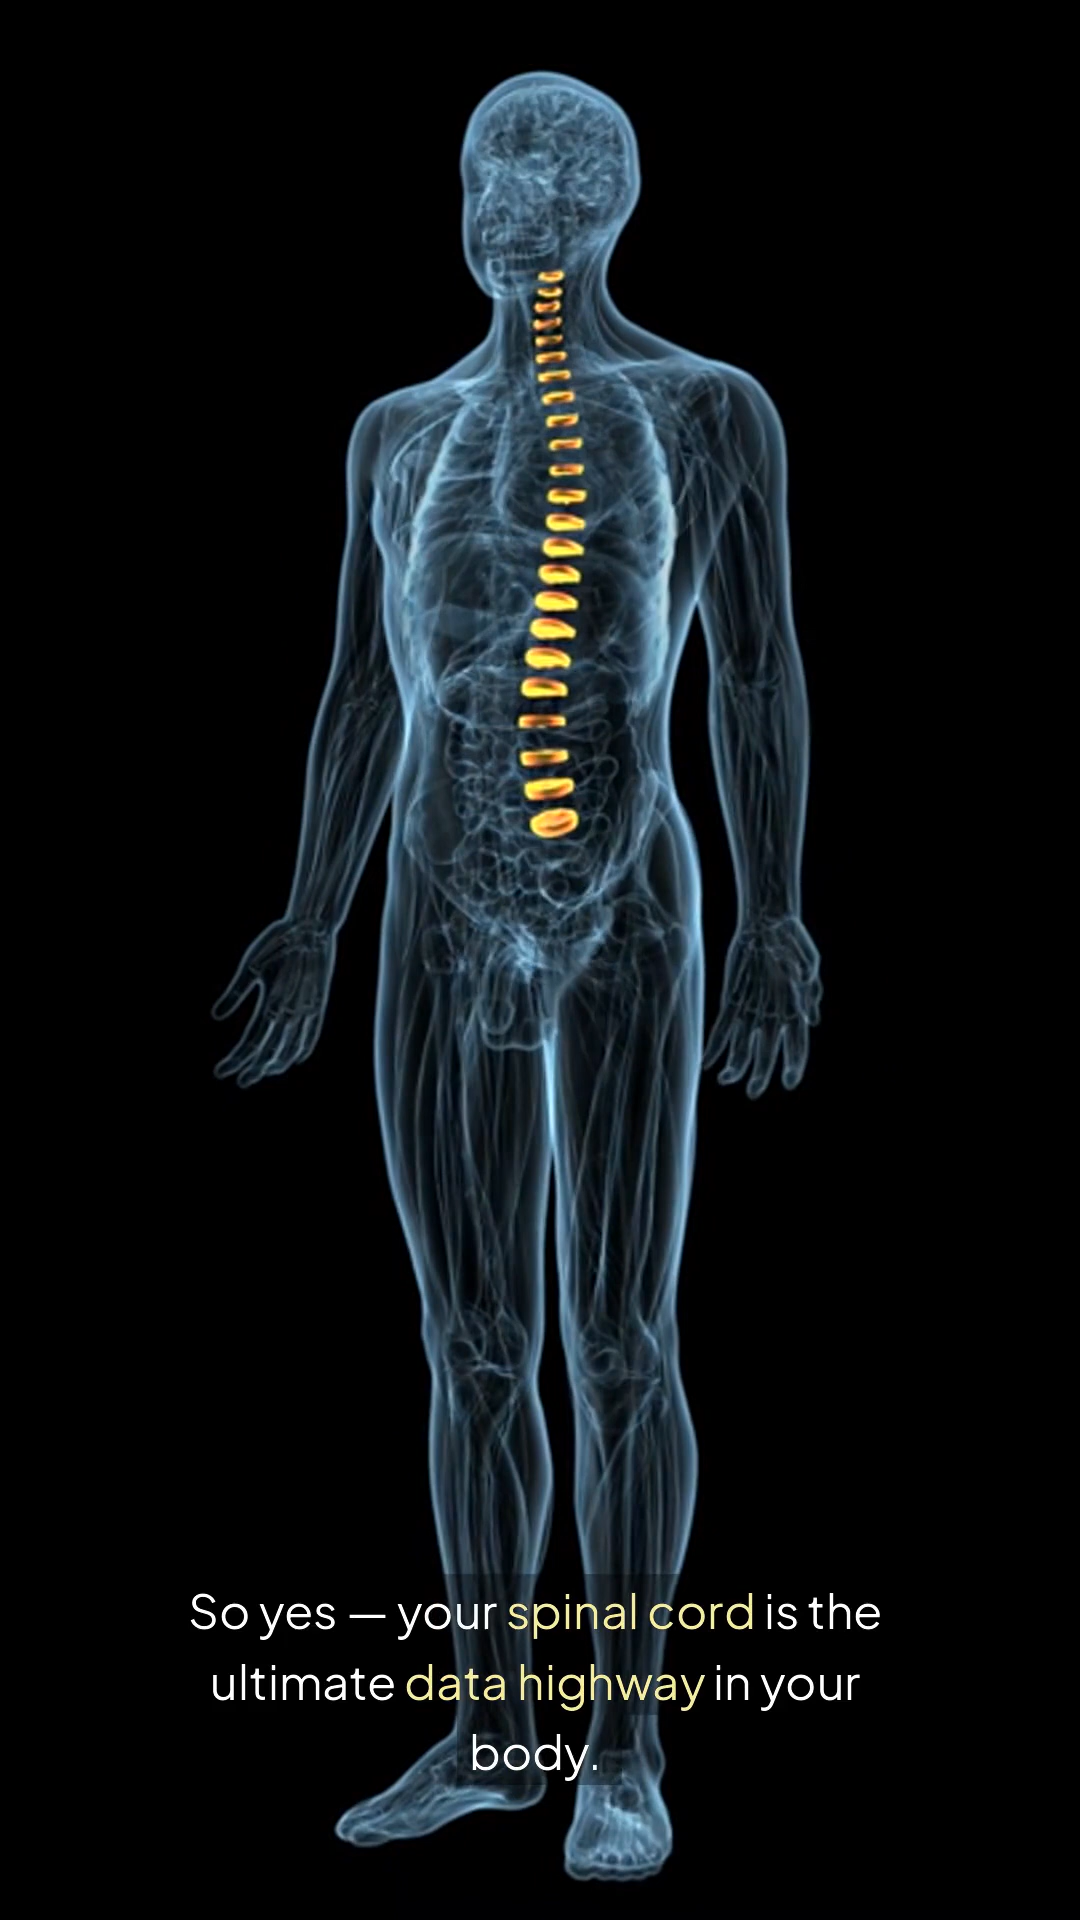 So yes — your spinal cord is the
ultimate data highway in your
body.